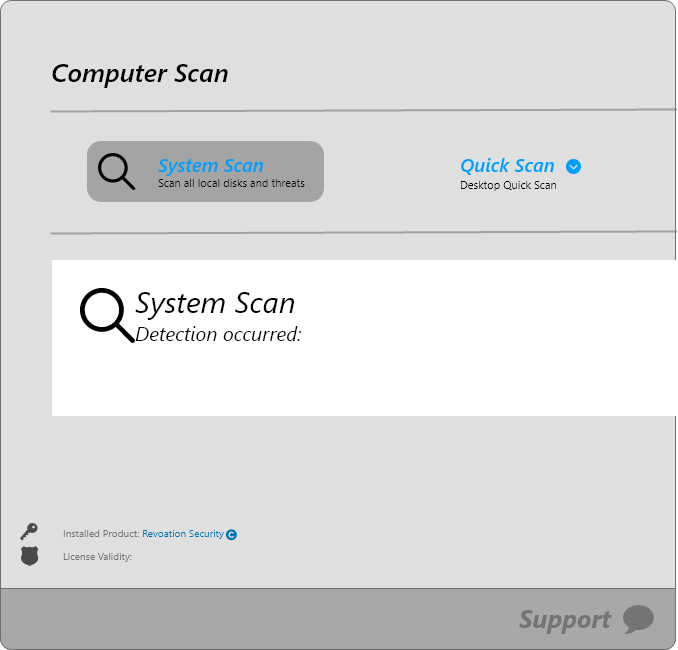 Computer Scan
System Scan
Scan all local disks and threats
Quick Scan
Desktop Quick Scan
System Scan
Detection occurred:
Installed Product: Revoation Security C
License Validity:
Support